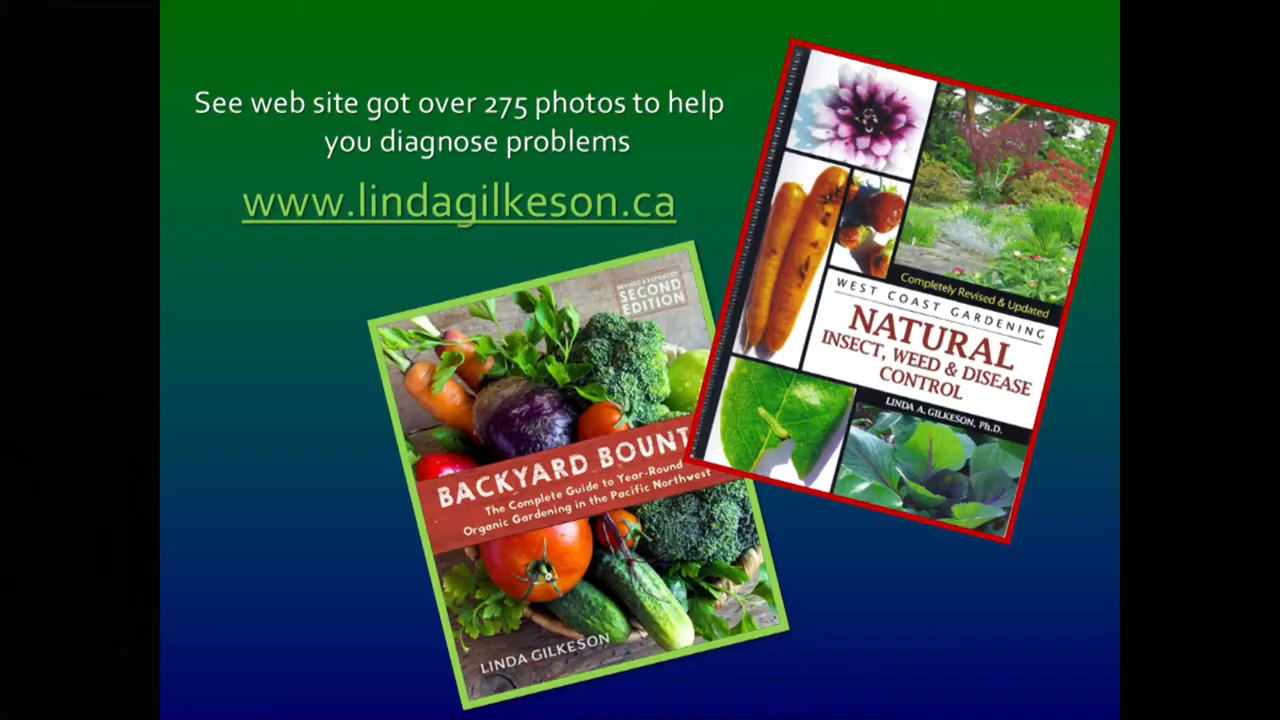 See web site got over 275 photos to help
you diagnose problems
www.lindagilkeson.ca
REVISED & EXPANDED
SECOND
EDITION
BACKYARD BOUNT
The Complete Guide to Year-Round
Organic Gardening in the Pacific Northwest
LINDA GILKESON
Completely Revised & Updated
WEST COAST GARDENING
NATURAL
INSECT, WEED & DISEASE
CONTROL
LINDA A. GILKESON, Ph.D.